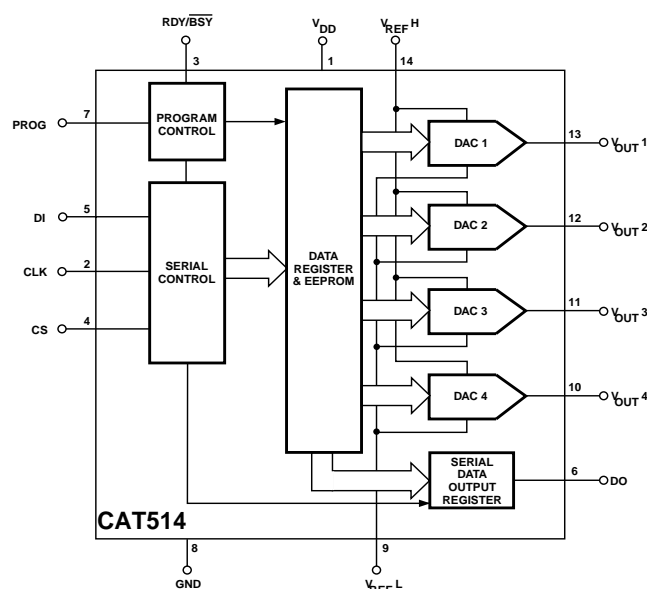 RDY/BSY
VDD
VREFH
3
1
14
PROG
7
PROGRAM
CONTROL
DAC 1
13
VOUT 1
DI
5
DAC 2
12
VOUT 2
CLK
2
SERIAL
CONTROL
DATA
REGISTER
& EEPROM
CS
4
DAC 3
11
VOUT 3
DAC 4
10
VOUT 4
SERIAL
DATA
OUTPUT
REGISTER
6
DO
CAT514
8
9
GND
VREFL